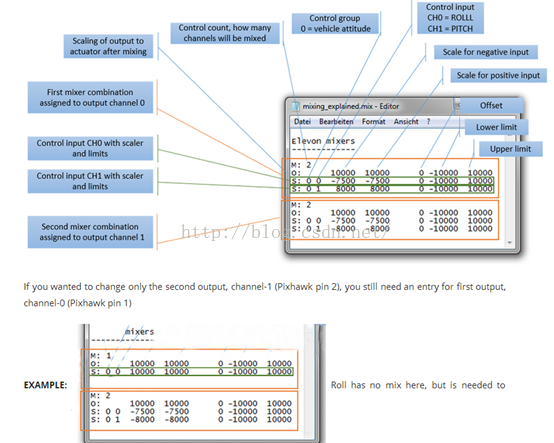 Control input
CH0 = ROLLL
CH1 = PITCH
Control group
0 = vehicle attitude
Control count, how many
channels will be mixed
Scaling of output to
actuator after mixing
Scale for negative input
Scale for positive input
First mixer combination
assigned to output channel 0
Offset
Lower limit
Upper limit
Control input CH0 with scaler
and limits
Control input CH1 with scaler
and limits
Second mixer combination
assigned to output channel 1
mixing_explained.mix - Editor
Datei Bearbeiten Format Ansicht ?
Elevon mixers
----------------
M: 2
O: 10000 10000 0 -10000 10000
S: 0 0 -7500 -7500 0 -10000 10000
S: 0 1 8000 8000 0 -10000 10000
M: 2
O: 10000 10000 0 -10000 10000
S: 0 0 -7500 -7500 0 -10000 10000
S: 0 1 -8000 -8000 0 -10000 10000
http://blog.csdn.net/
If you wanted to change only the second output, channel-1 (Pixhawk pin 2), you still need an entry for first output,
channel-0 (Pixhawk pin 1)
mixers
M: 1
O: 10000 10000 0 -10000 10000
S: 0 0 10000 10000 0 -10000 10000
EXAMPLE: Roll has no mix here, but is needed to
M: 2
O: 10000 10000 0 -10000 10000
S: 0 0 -7500 -7500 0 -10000 10000
S: 0 1 -8000 -8000 0 -10000 10000